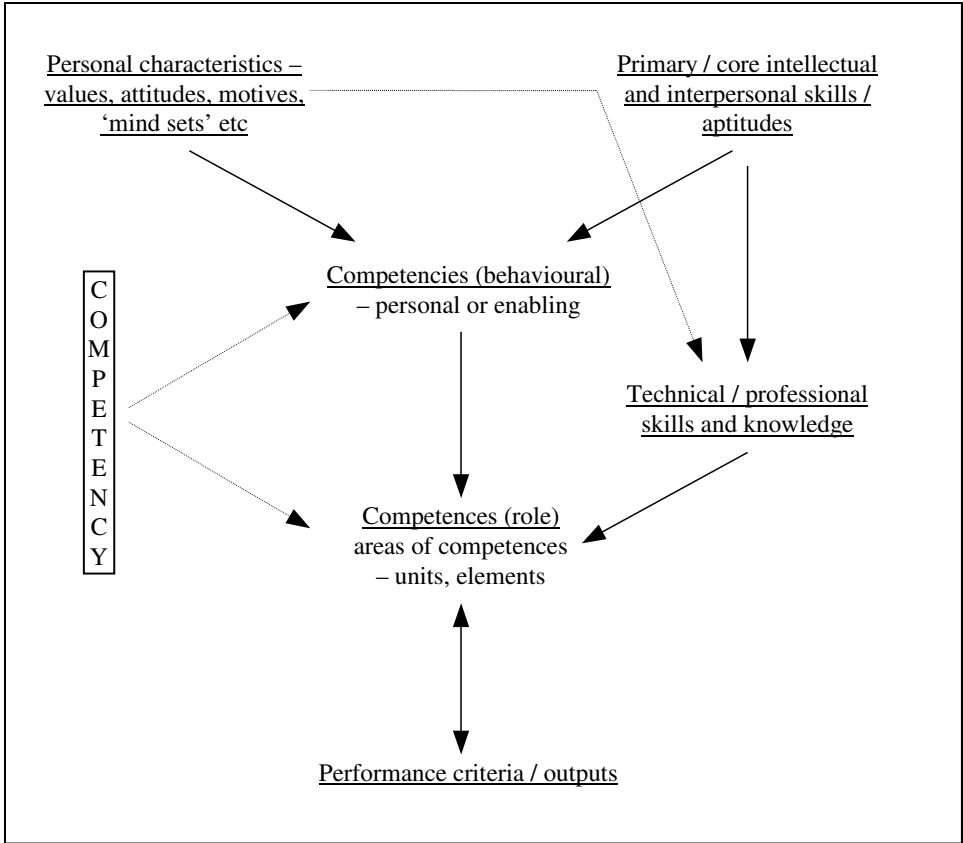 Personal characteristics –
values, attitudes, motives,
‘mind sets’ etc
Primary / core intellectual
and interpersonal skills /
aptitudes
Competencies (behavioural)
– personal or enabling
COMPETENCY
Technical / professional
skills and knowledge
Competences (role)
areas of competences
– units, elements
Performance criteria / outputs